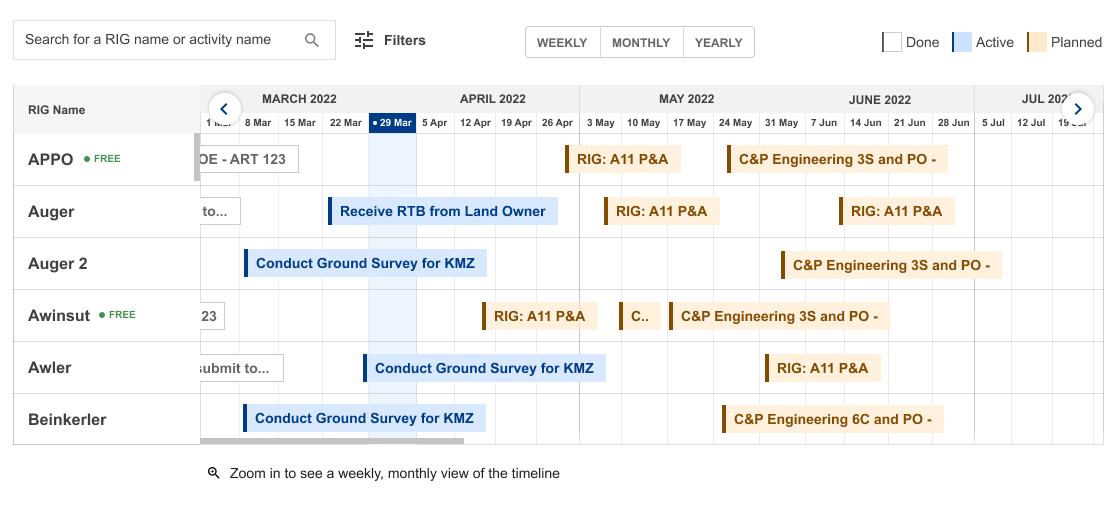 Search for a RIG name or activity name
Filters
WEEKLY MONTHLY YEARLY
Done Active Planned
RIG Name
MARCH 2022 APRIL 2022 MAY 2022 JUNE 2022 JUL
8 Mar 15 Mar 22 Mar • 29 Mar 5 Apr 12 Apr 19 Apr 26 Apr 3 May 10 May 17 May 24 May 31 May 7 Jun 14 Jun 21 Jun 28 Jun 5 Jul 12 Jul
APPO • FREE OE - ART 123 RIG: A11 P&A C&P Engineering 3S and PO -
Auger to... Receive RTB from Land Owner RIG: A11 P&A RIG: A11 P&A
Auger 2 Conduct Ground Survey for KMZ C&P Engineering 3S and PO -
Awinsut • FREE 23 RIG: A11 P&A C.. C&P Engineering 3S and PO -
Awler submit to... Conduct Ground Survey for KMZ RIG: A11 P&A
Beinkerler Conduct Ground Survey for KMZ C&P Engineering 6C and PO -
Zoom in to see a weekly, monthly view of the timeline